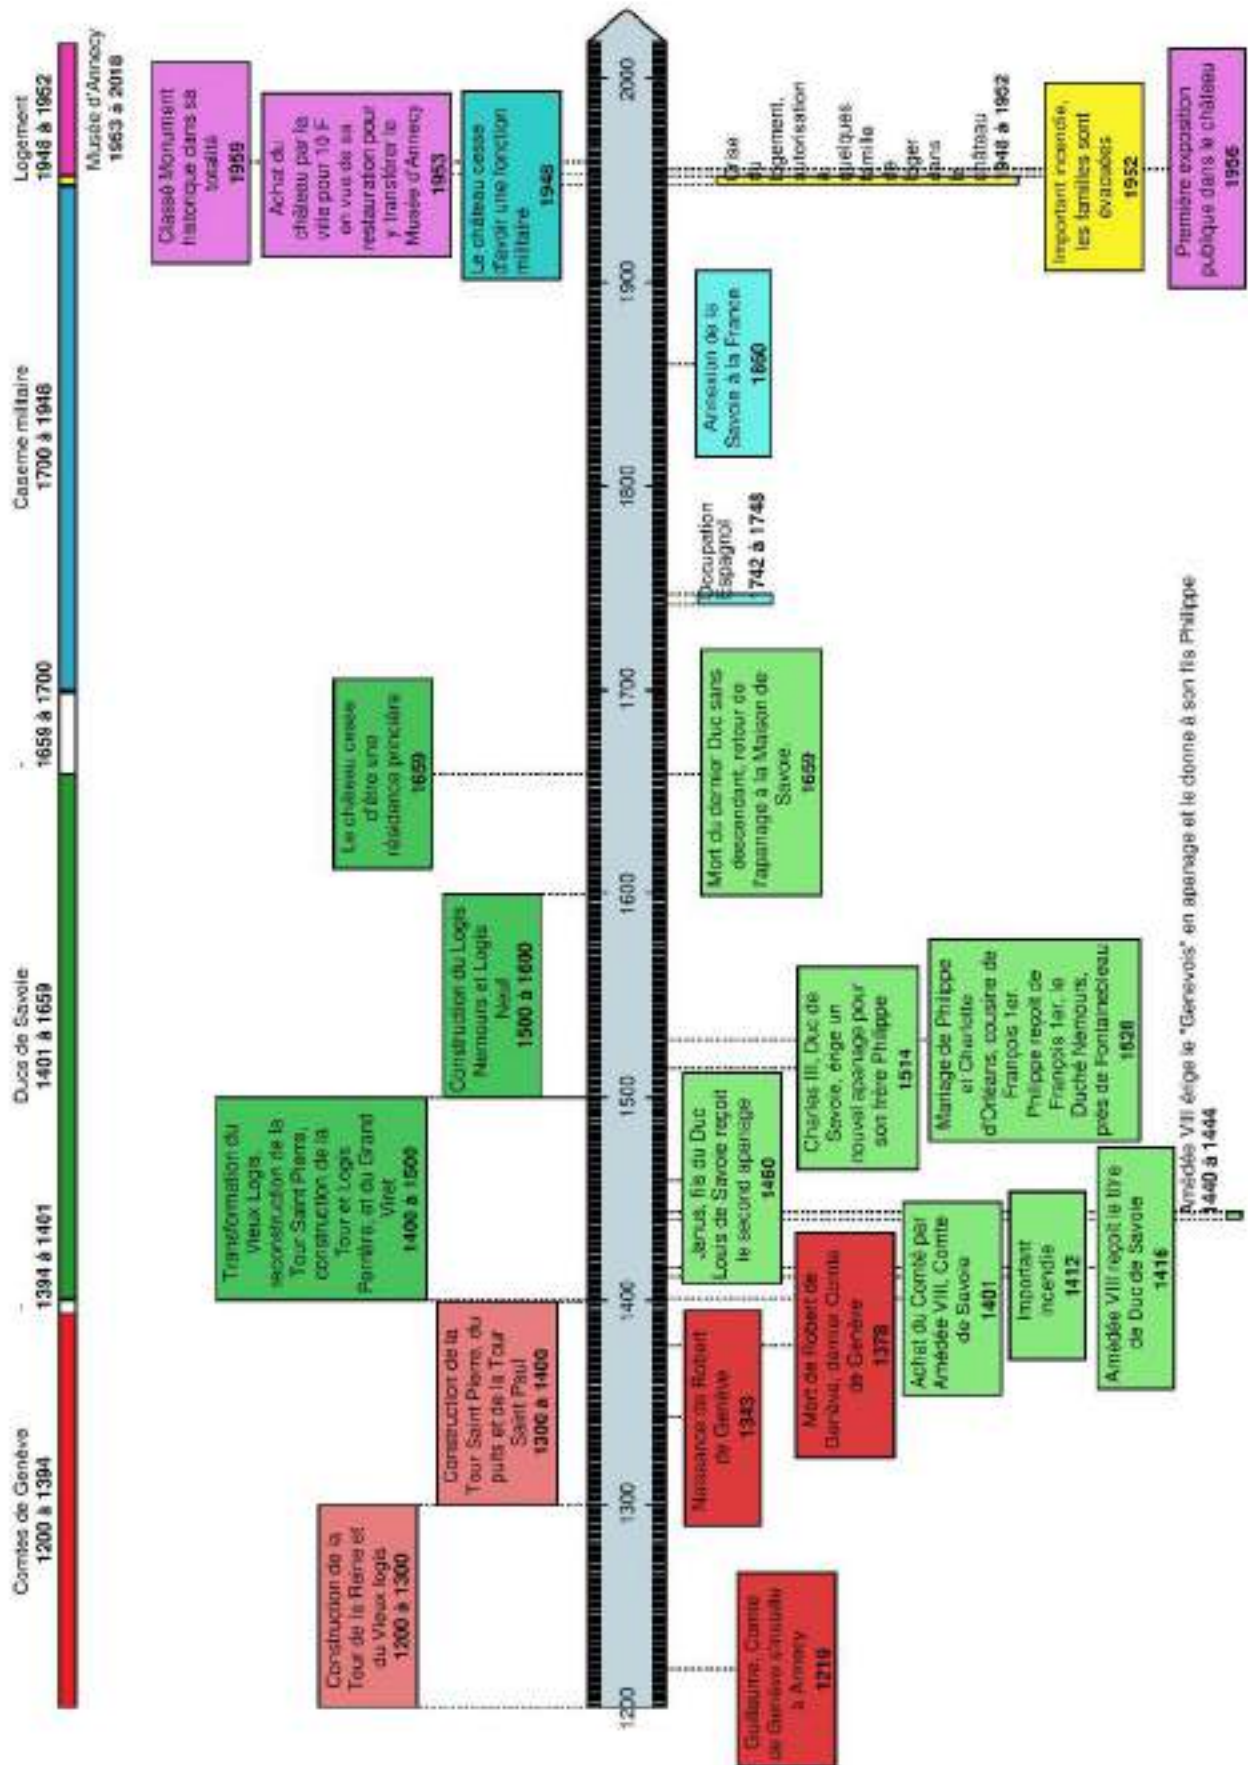 Comtes de Genève
1200 à 1394
-
1394 à 1401
Ducs de Savoie
1401 à 1659
-
1659 à 1700
Caserne militaire
1700 à 1948
Logement
1948 à 1952
Musée d'Annecy
1953 à 2018
Construction de la
Tour de la Reine et
du Vieux logis
1200 à 1300
Construction de la
Tour Saint Pierre, du
puits et de la Tour
Saint Paul
1300 à 1400
Transformation du
Vieux Logis
reconstruction de la
Tour Saint Pierre,
construction de la
Tour et Logis
Perrière, et du Grand
Viret
1400 à 1500
Construction du Logis
Nemours et Logis
Neuf
1500 à 1600
Le château cesse
d'être une
résidence princière
1659
Classé Monument
historique dans sa
totalité
1959
Achat du
château par la
ville pour 10 F
en vue de sa
restauration pour
y transférer le
Musée d'Annecy
1953
Le château cesse
d'avoir une fonction
militaire
1948
1200
1300
1400
1500
1600
1700
1800
1900
2000
Guillaume, Comte
de Genève s'installe
à Annecy
1219
Naissance de Robert
de Genève
1343
Mort de Robert de
Genève, dernier Comte
de Genève
1378
Achat du Comté par
Amédée VIII, Comte
de Savoie
1401
Important
incendie
1412
Amédée VIII reçoit le titre
de Duc de Savoie
1416
Amédée VIII érige le "Genevois" en apanage et le donne à son fils Philippe
1440 à 1444
Janus, fis du Duc
Louis de Savoie reçoit
le second apanage
1460
Charles III, Duc de
Savoie, érige un
nouvel apanage pour
son frère Philippe
1514
Mariage de Philippe
et Charlotte
d'Orléans, cousine de
François 1er.
Philippe reçoit de
François 1er, le
Duché Nemours,
près de Fontainebleau
1528
Mort du dernier Duc sans
descendant, retour de
l'apanage à la Maison de
Savoie
1659
Occupation
Espagnol
1742 à 1748
Annexion de la
Savoie à la France
1860
Crise
du
logement,
autorisation
à
quelques
famille
de
loger
dans
le
château
1948 à 1952
Important incendie,
les familles sont
évacuées
1952
Première exposition
publique dans le château
1956